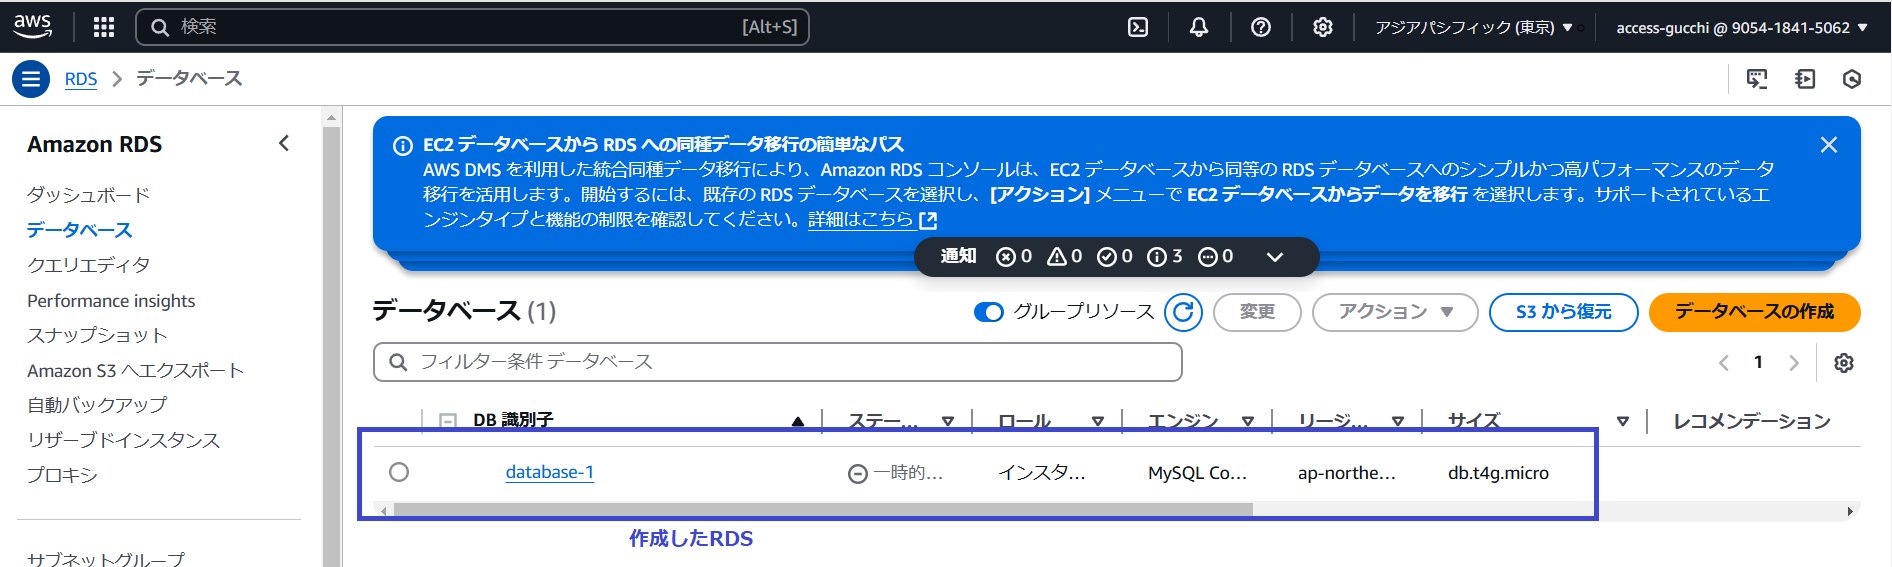 aws
検索
[Alt+S]
アジアパシフィック (東京) ▼
access-gucchi @ 9054-1841-5062 ▼
RDS > データベース
Amazon RDS
ダッシュボード
データベース
クエリエディタ
Performance insights
スナップショット
Amazon S3 へエクスポート
自動バックアップ
リザーブドインスタンス
プロキシ
サブネットグループ
EC2 データベースから RDS への同種データ移行の簡単なパス
AWS DMS を利用した統合同種データ移行により、Amazon RDS コンソールは、EC2 データベースから同等の RDS データベースへのシンプルかつ高パフォーマンスのデータ
移行を活用します。開始するには、既存の RDS データベースを選択し、[アクション] メニューで EC2 データベースからデータを移行 を選択します。サポートされているエ
ンジンタイプと機能の制限を確認してください。詳細はこちら
通知 0 0 0 3 0
データベース (1)
グループリソース
変更
アクション ▼
S3 から復元
データベースの作成
フィルター条件 データベース
1
DB 識別子
ステー...
ロール
エンジン
リージ...
サイズ
レコメンデーション
database-1
一時的...
インスタ...
MySQL Co...
ap-northe...
db.t4g.micro
作成したRDS